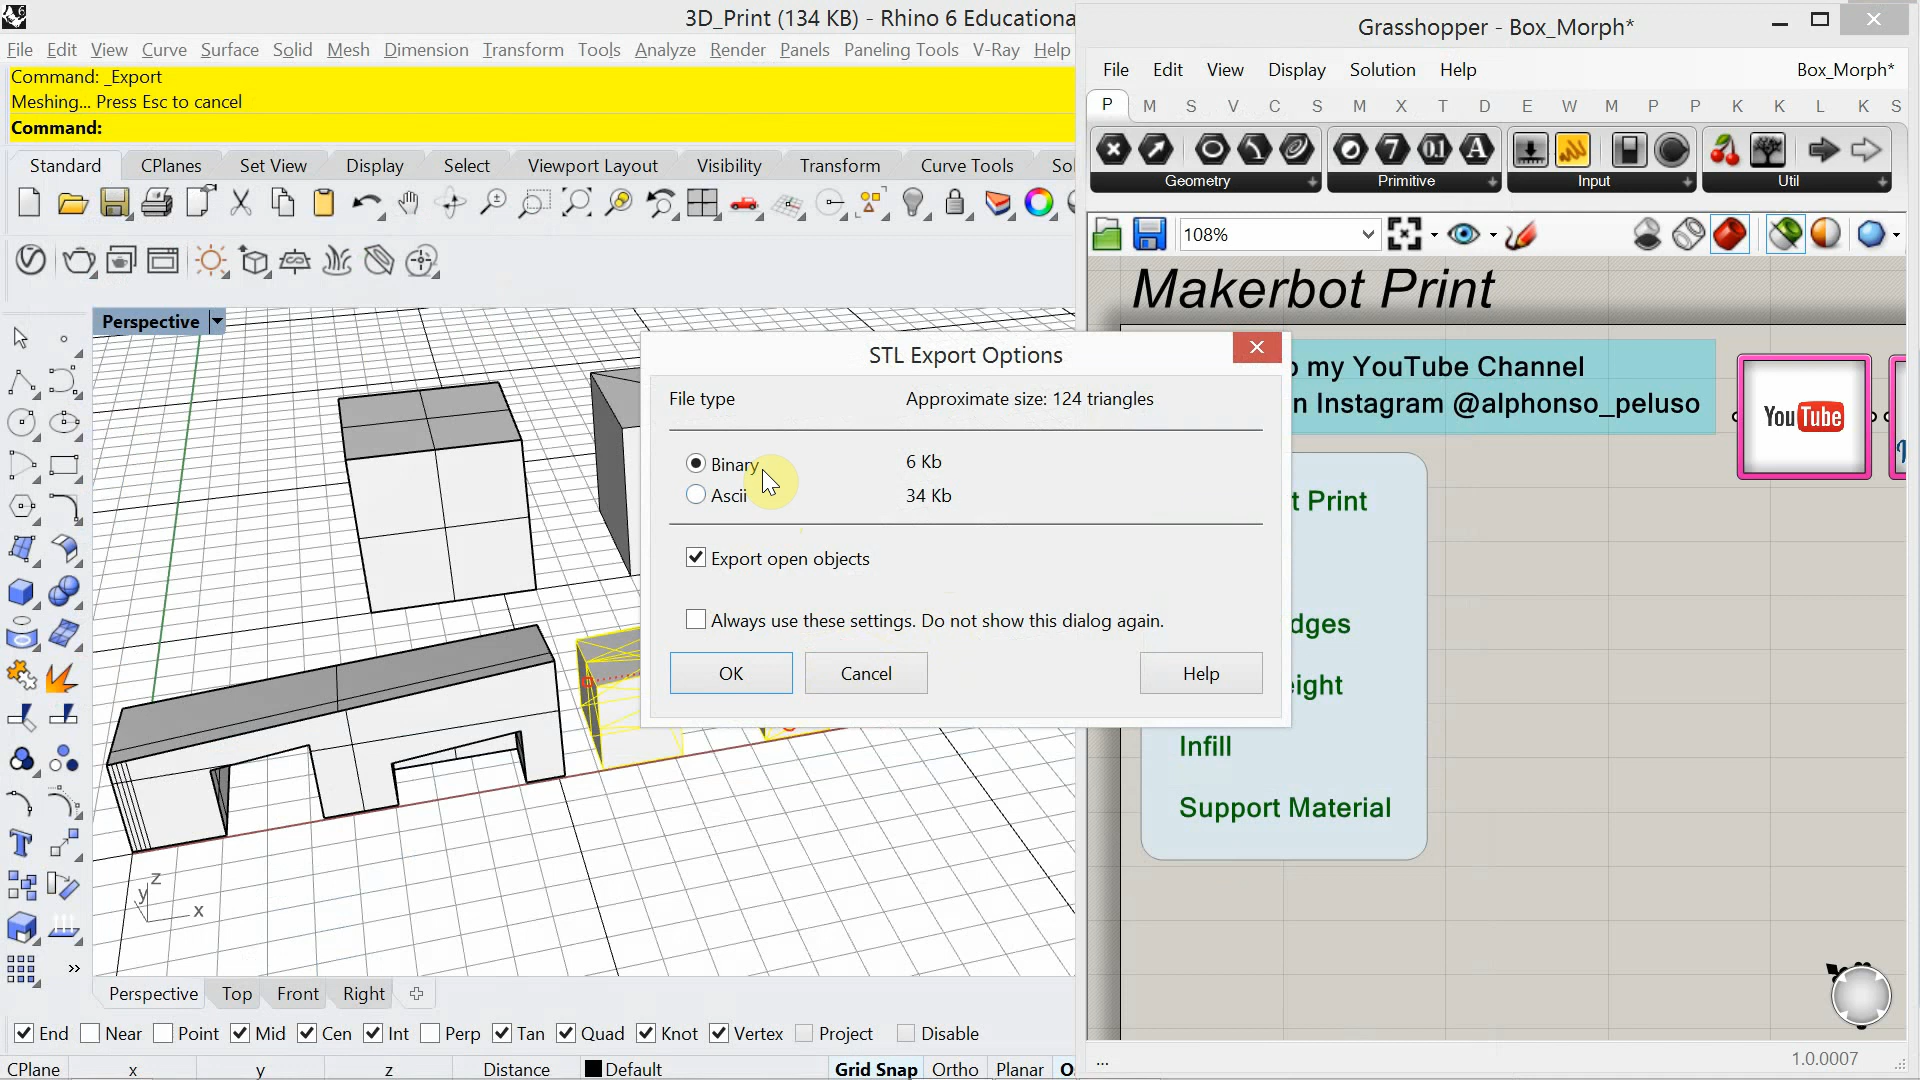 3D_Print (134 KB) - Rhino 6 Educationa
File Edit View Curve Surface Solid Mesh Dimension Transform Tools Analyze Render Panels Paneling Tools V-Ray Help
Command: _Export
Meshing... Press Esc to cancel
Command:
Standard CPlanes Set View Display Select Viewport Layout Visibility Transform Curve Tools Sol
Perspective
z
y
x
Perspective Top Front Right
End Near Point Mid Cen Int Perp Tan Quad Knot Vertex Project Disable
CPlane x y z Distance Default Grid Snap Ortho Planar O
Grasshopper - Box_Morph*
File Edit View Display Solution Help Box_Morph*
P M S V C S M X T D E W M P P K K L K S
Geometry Primitive Input Util
108%
Makerbot Print
my YouTube Channel
n Instagram @alphonso_peluso
YouTube
t Print
dges
eight
Infill
Support Material
1.0.0007
STL Export Options
File type Approximate size: 124 triangles
Binary 6 Kb
Ascii 34 Kb
Export open objects
Always use these settings. Do not show this dialog again.
OK Cancel Help